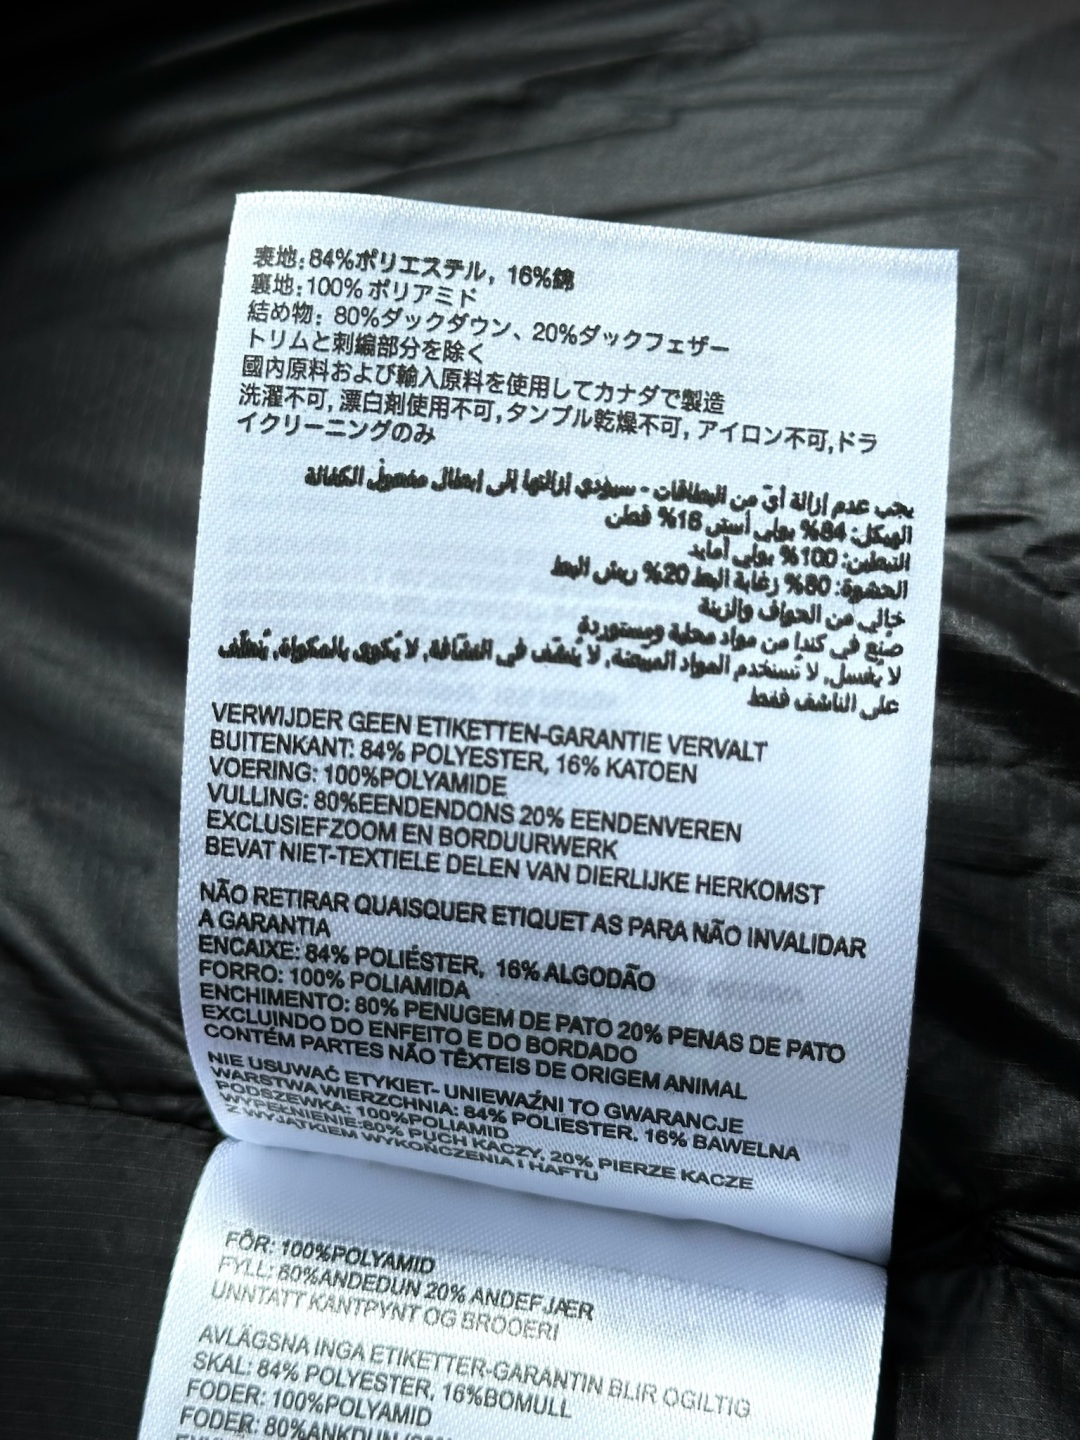 表地:84%ポリエステル, 16%綿
裏地:100%ポリアミド
結め物: 80%ダックダウン、20%ダックフェザー
トリムと刺編部分を除く
國内原料および輸入原料を使用してカナダで製造
洗濯不可, 漂白剤使用不可,タンブル乾燥不可, アイロン不可,ドラ
イクリーニングのみ
يجب عدم إزالة أيّ من البطاقات - سيؤدي إزالتها إلى إبطال مفعول الكفالة
الهيكل: 84% بولي أستر 16% قطن
التبطين: 100% بولي أمايد
الحشوة: 80% زغابة البط 20% ريش البط
خالي من الحواف والزينة
صنع في كندا من مواد محلية ومستوردة
لا يغسل, لا تستخدم المواد المبيضة, لا يُنشف في النشافة, لا يُكوى بالمكواة, يُنظف
على الناشف فقط
VERWIJDER GEEN ETIKETTEN-GARANTIE VERVALT
BUITENKANT: 84% POLYESTER, 16% KATOEN
VOERING: 100%POLYAMIDE
VULLING: 80%EENDENDONS 20% EENDENVEREN
EXCLUSIEFZOOM EN BORDUURWERK
BEVAT NIET-TEXTIELE DELEN VAN DIERLIJKE HERKOMST
NÃO RETIRAR QUAISQUER ETIQUET AS PARA NÃO INVALIDAR
A GARANTIA
ENCAIXE: 84% POLIÉSTER, 16% ALGODÃO
FORRO: 100% POLIAMIDA
ENCHIMENTO: 80% PENUGEM DE PATO 20% PENAS DE PATO
EXCLUINDO DO ENFEITO E DO BORDADO
CONTÉM PARTES NÃO TÊXTEIS DE ORIGEM ANIMAL
NIE USUWAĆ ETYKIET- UNIEWAŹNI TO GWARANCJE
WARSTWA WIERZCHNIA: 84% POLIESTER. 16% BAWELNA
PODSZEWKA: 100%POLIAMID
WYPEŁNIENIE:80% PUCH KACZY, 20% PIERZE KACZE
Z WYJĄTKIEM WYKOŃCZENIA I HAFTU
FÔR: 100%POLYAMID
FYLL: 80%ANDEDUN 20% ANDEFJÆR
UNNTATT KANTPYNT OG BROOERI
AVLÄGSNA INGA ETIKETTER-GARANTIN BLIR OGILTIG
SKAL: 84% POLYESTER, 16%BOMULL
FODER: 100%POLYAMID
FODER: 80%ANKDUN